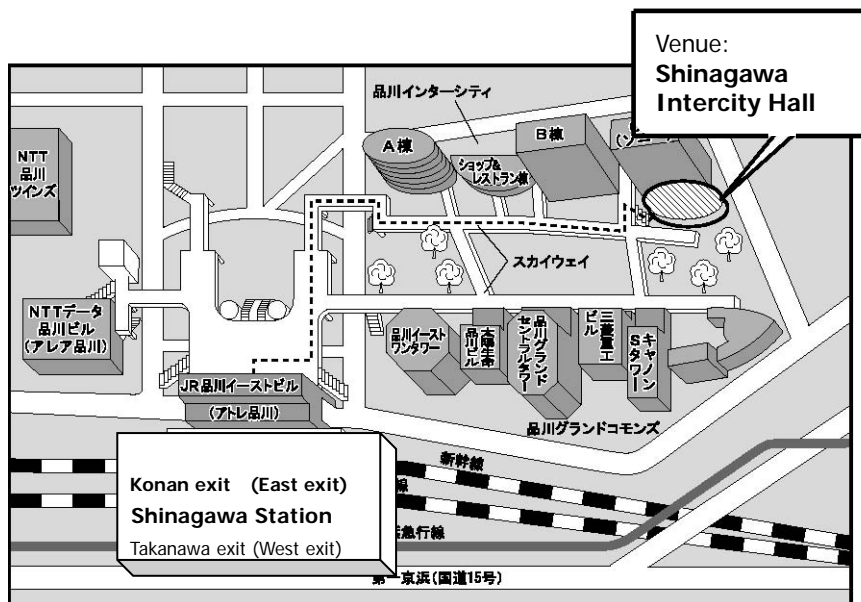 Venue:
Shinagawa
Intercity Hall
品川インターシティ
A棟
ショップ&
レストラン棟
B棟
NTT
品川
ツインズ
スカイウェイ
NTTデータ
品川ビル
(アレア品川)
品川イースト
ワンタワー
太陽生命
品川ビル
品川グランド
セントラルタワー
三菱重工
ビル
キヤノン
Sタワー
JR品川イーストビル
(アトレ品川)
品川グランドコモンズ
新幹線
線
Konan exit (East exit)
Shinagawa Station
Takanawa exit (West exit)
急行線
第一京浜(国道15号)